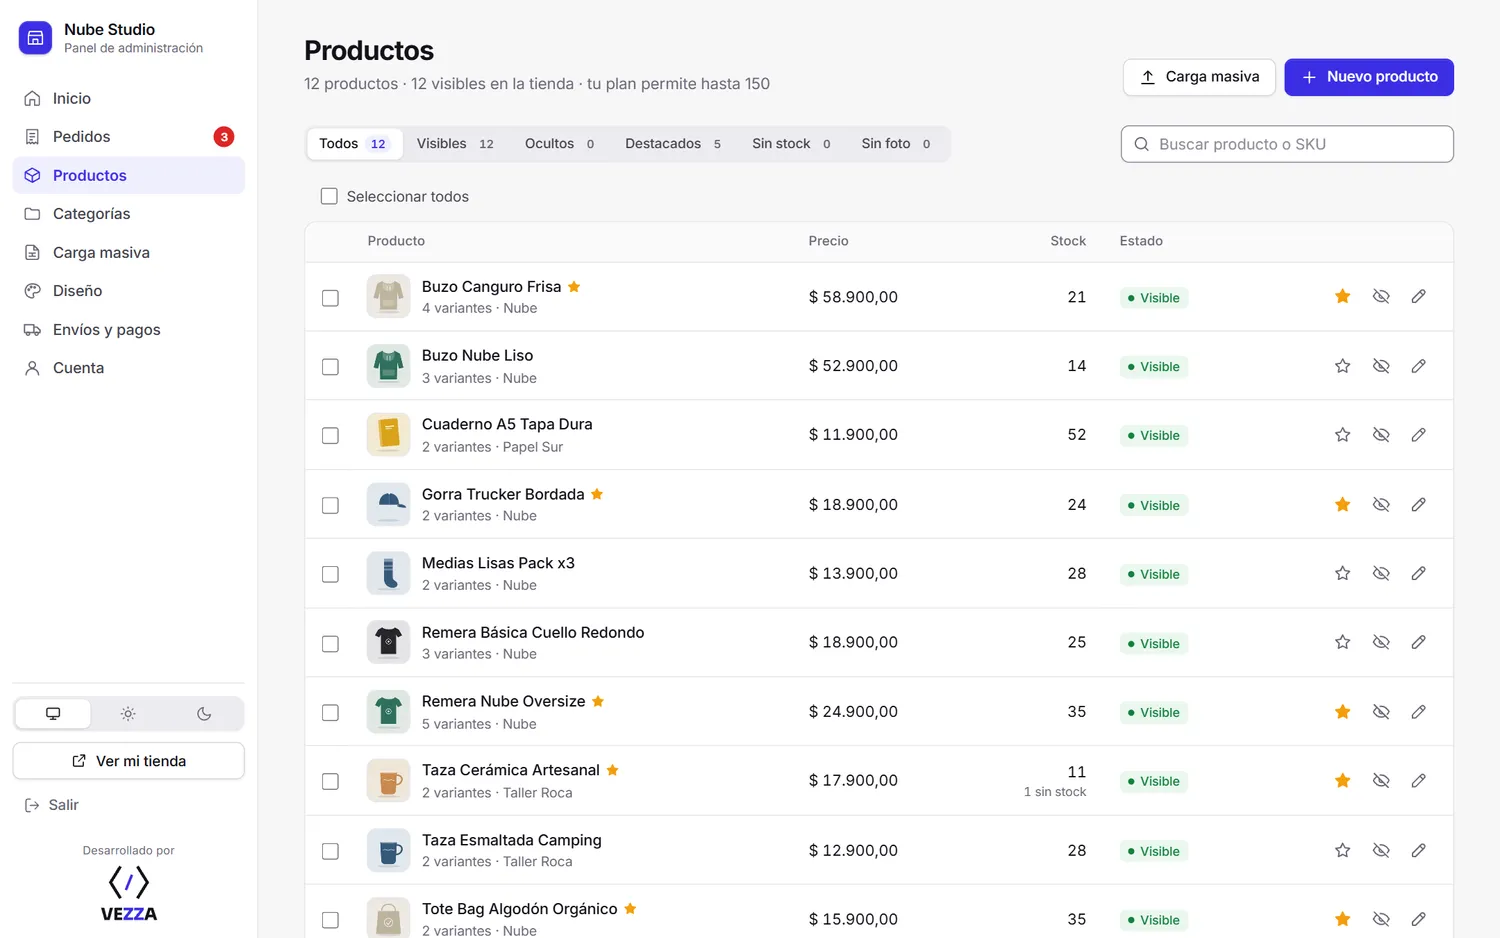 Nube Studio
Panel de administración
Inicio
Pedidos 3
Productos
Categorías
Carga masiva
Diseño
Envíos y pagos
Cuenta
Ver mi tienda
Salir
Desarrollado por
VEZZA
Productos
12 productos · 12 visibles en la tienda · tu plan permite hasta 150
Carga masiva
Nuevo producto
Todos 12 Visibles 12 Ocultos 0 Destacados 5 Sin stock 0 Sin foto 0
Buscar producto o SKU
Seleccionar todos
Producto Precio Stock Estado
Buzo Canguro Frisa
4 variantes · Nube
$ 58.900,00 21 Visible
Buzo Nube Liso
3 variantes · Nube
$ 52.900,00 14 Visible
Cuaderno A5 Tapa Dura
2 variantes · Papel Sur
$ 11.900,00 52 Visible
Gorra Trucker Bordada
2 variantes · Nube
$ 18.900,00 24 Visible
Medias Lisas Pack x3
2 variantes · Nube
$ 13.900,00 28 Visible
Remera Básica Cuello Redondo
3 variantes · Nube
$ 18.900,00 25 Visible
Remera Nube Oversize
5 variantes · Nube
$ 24.900,00 35 Visible
Taza Cerámica Artesanal
2 variantes · Taller Roca
$ 17.900,00 11 Visible
1 sin stock
Taza Esmaltada Camping
2 variantes · Taller Roca
$ 12.900,00 28 Visible
Tote Bag Algodón Orgánico
2 variantes · Nube
$ 15.900,00 35 Visible